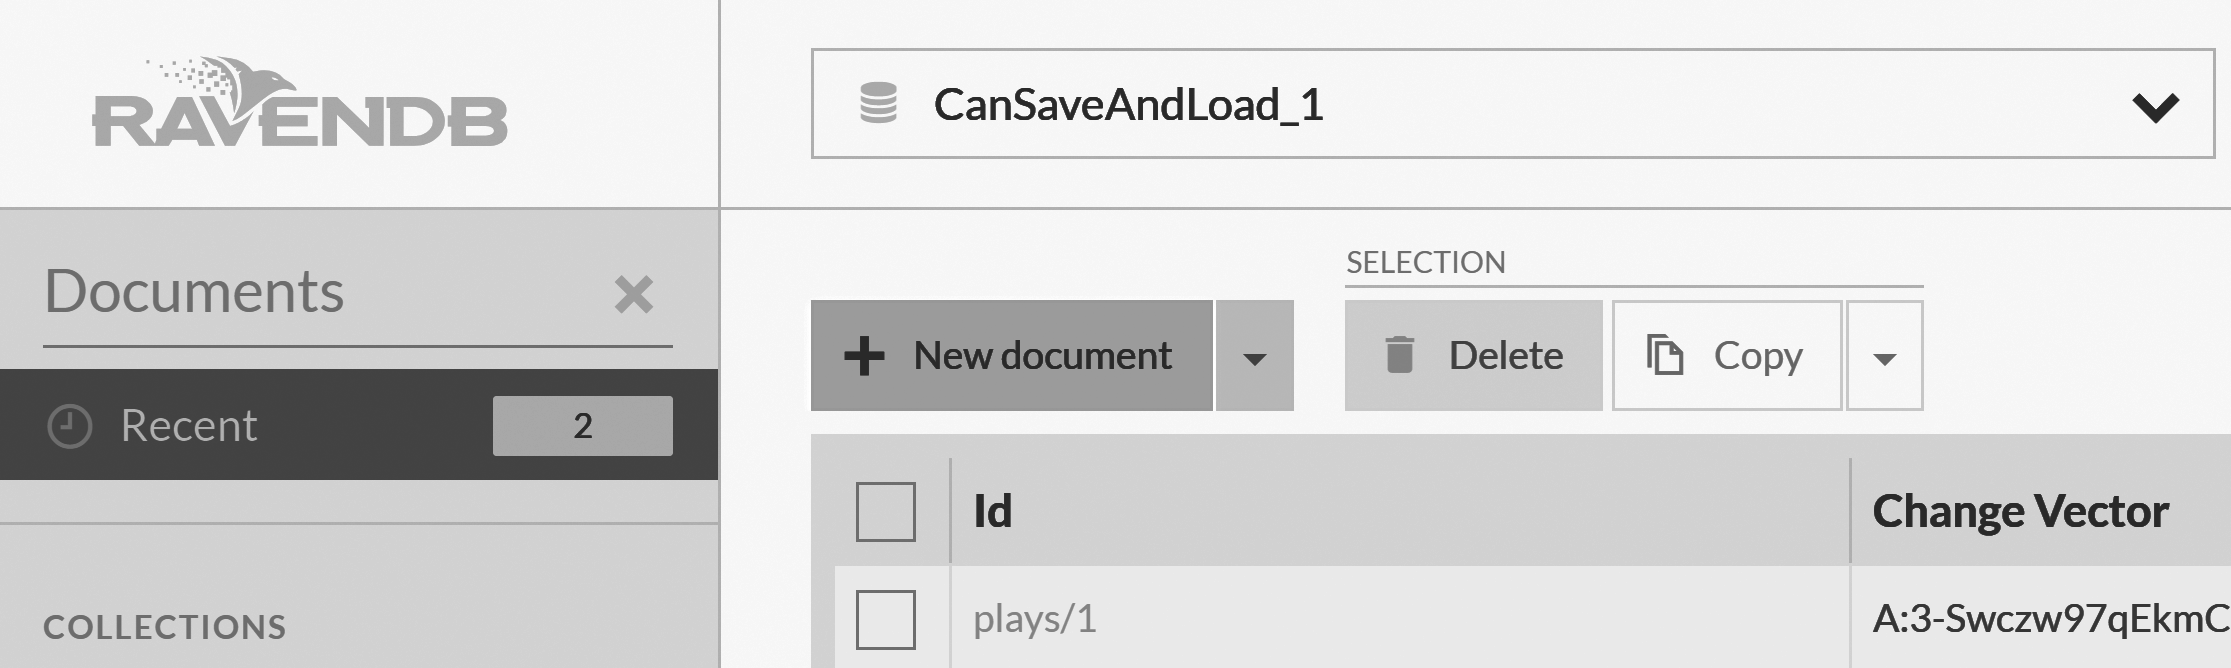 RAVENDB
CanSaveAndLoad_1
Documents
Recent 2
COLLECTIONS
SELECTION
New document
Delete
Copy
Id
Change Vector
plays/1
A:3-Swczw97qEkmC